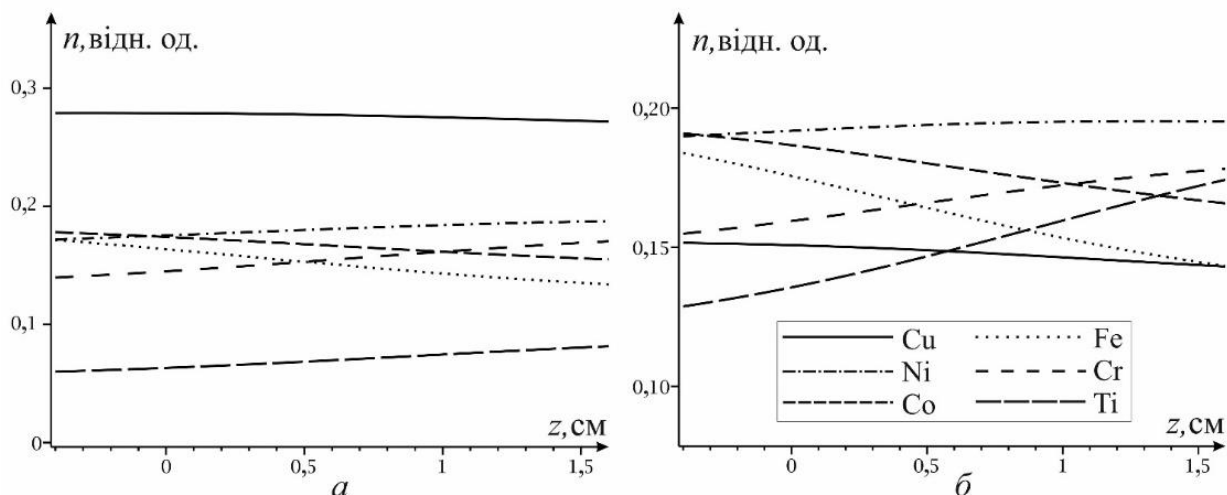 n, відн. од.
0,3
0,2
0,1
0
0
0,5
1
1,5
z, см
а
n, відн. од.
0,20
0,15
0,10
Cu
Fe
Ni
Cr
Co
Ti
0
0,5
1
1,5
z, см
б